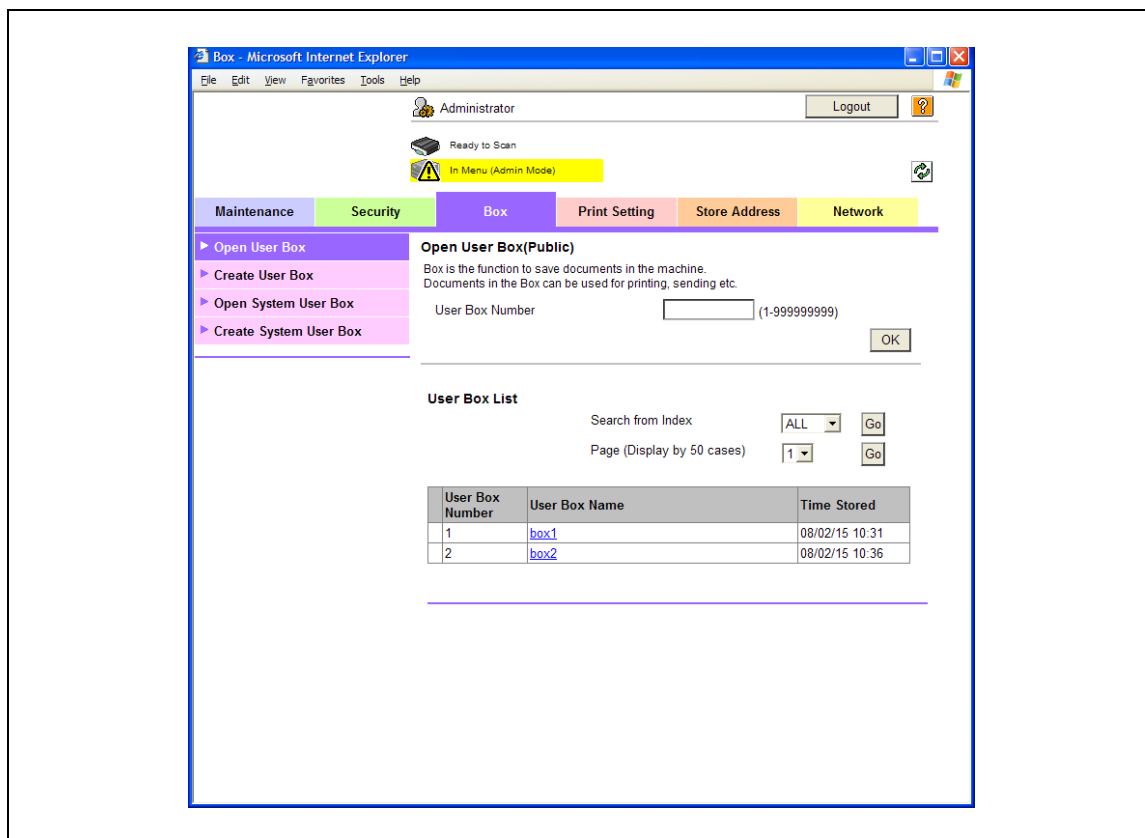 Box - Microsoft Internet Explorer
File Edit View Favorites Tools Help
Administrator Logout ?
Ready to Scan
In Menu (Admin Mode)
Maintenance Security Box Print Setting Store Address Network
Open User Box
Create User Box
Open System User Box
Create System User Box
Open User Box(Public)
Box is the function to save documents in the machine.
Documents in the Box can be used for printing, sending etc.
User Box Number (1-999999999)
OK
User Box List
Search from Index ALL Go
Page (Display by 50 cases) 1 Go
User Box Number User Box Name Time Stored
1 box1 08/02/15 10:31
2 box2 08/02/15 10:36